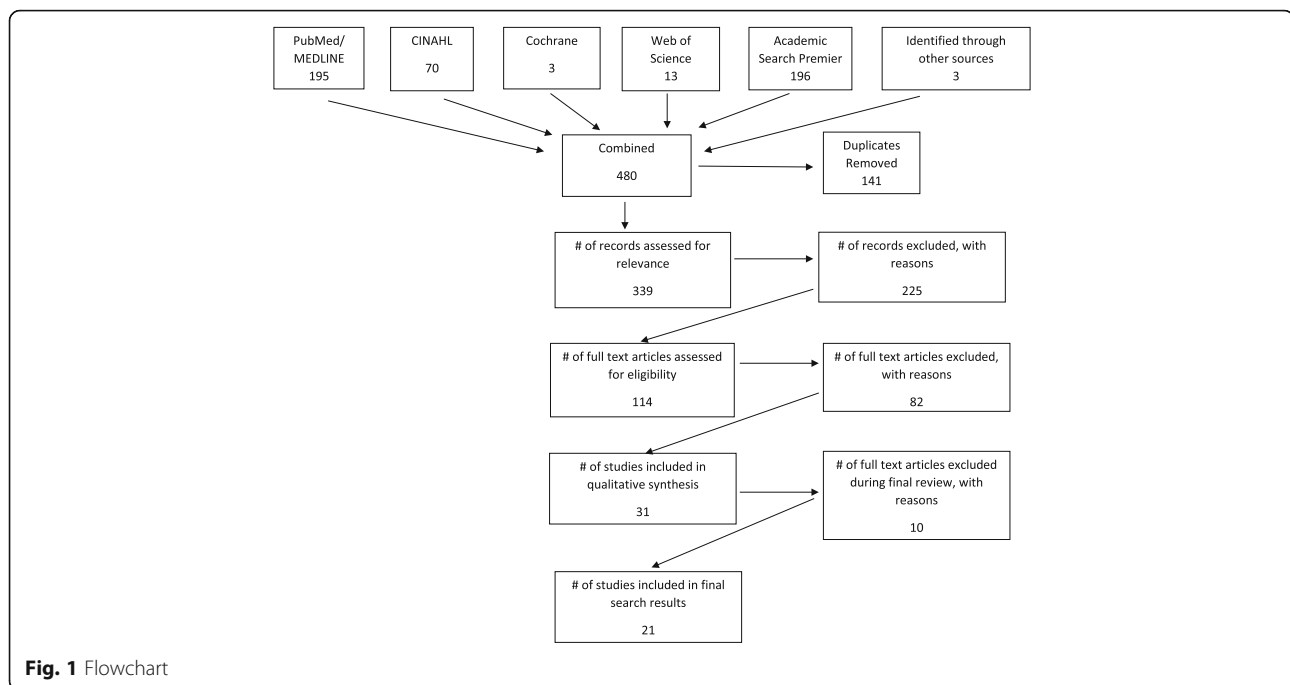 PubMed/
MEDLINE
195
CINAHL
70
Cochrane
3
Web of
Science
13
Academic
Search Premier
196
Identified through
other sources
3
Combined
480
Duplicates
Removed
141
# of records assessed for
relevance
339
# of records excluded, with
reasons
225
# of full text articles assessed
for eligibility
114
# of full text articles excluded,
with reasons
82
# of studies included in
qualitative synthesis
31
# of full text articles excluded
during final review, with
reasons
10
# of studies included in final
search results
21
Fig. 1 Flowchart